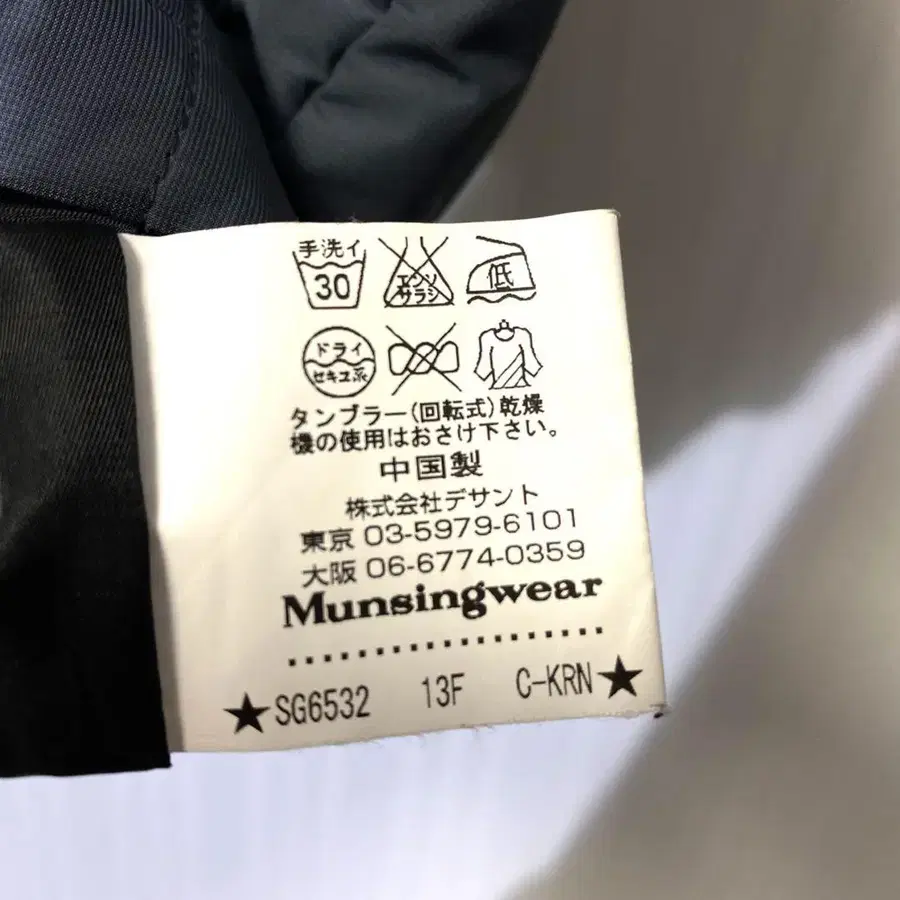 手洗イ
30
エンソ
サラシ
低
ドライ
セキユ系
タンブラー(回転式)乾燥
機の使用はおさけ下さい。
中国製
株式会社デサント
東京 03-5979-6101
大阪 06-6774-0359
Munsingwear
★SG6532 13F C-KRN★